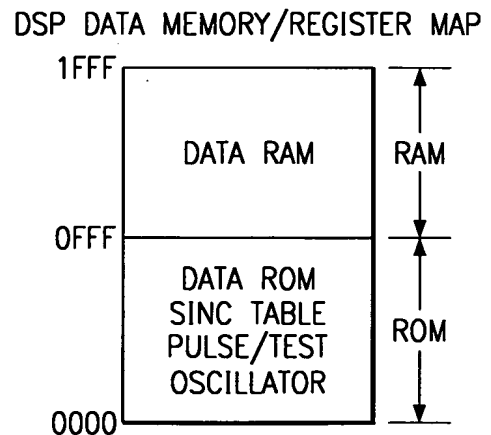 DSP DATA MEMORY/REGISTER MAP
1FFF
DATA RAM
RAM
0FFF
DATA ROM
SINC TABLE
PULSE/TEST
OSCILLATOR
ROM
0000